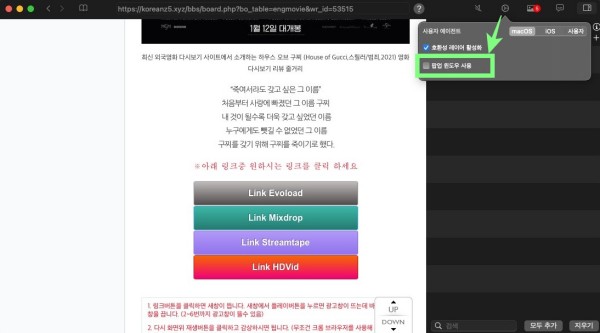 https://koreanz5.xyz/bbs/board.php?bo_table=engmovie&wr_id=53515
1월 12일 대개봉
사용자 에이전트
macOS
iOS
사용자
호환성 레이어 활성화
팝업 윈도우 사용
최신 외국영화 다시보기 사이트에서 소개하는 하우스 오브 구찌 (House of Gucci,스릴러/범죄,2021) 영화
다시보기 리뷰 줄거리
“죽여서라도 갖고 싶은 그 이름”
처음부터 사랑에 빠졌던 그 이름 구찌
내 것이 될수록 더욱 갖고 싶었던 이름
누구에게도 뺏길 수 없었던 그 이름
구찌를 갖기 위해 구찌를 죽이기로 했다.
※아래 링크중 원하시는 링크를 클릭 하세요
Link Evoload
Link Mixdrop
Link Streamtape
Link HDVid
1. 링크버튼을 클릭하면 새창이 뜹니다. 새창에서 플레이버튼을 누르면 광고창이 뜨는데 바
창을 끕니다. (2~6번까지 광고창이 뜰수 있음)
2. 다시 화면위 재생버튼을 클릭하고 감상하시면 됩니다. (무조건 크롬 브라우저를 사용해
UP
DOWN
검색
모두 추가
지우기